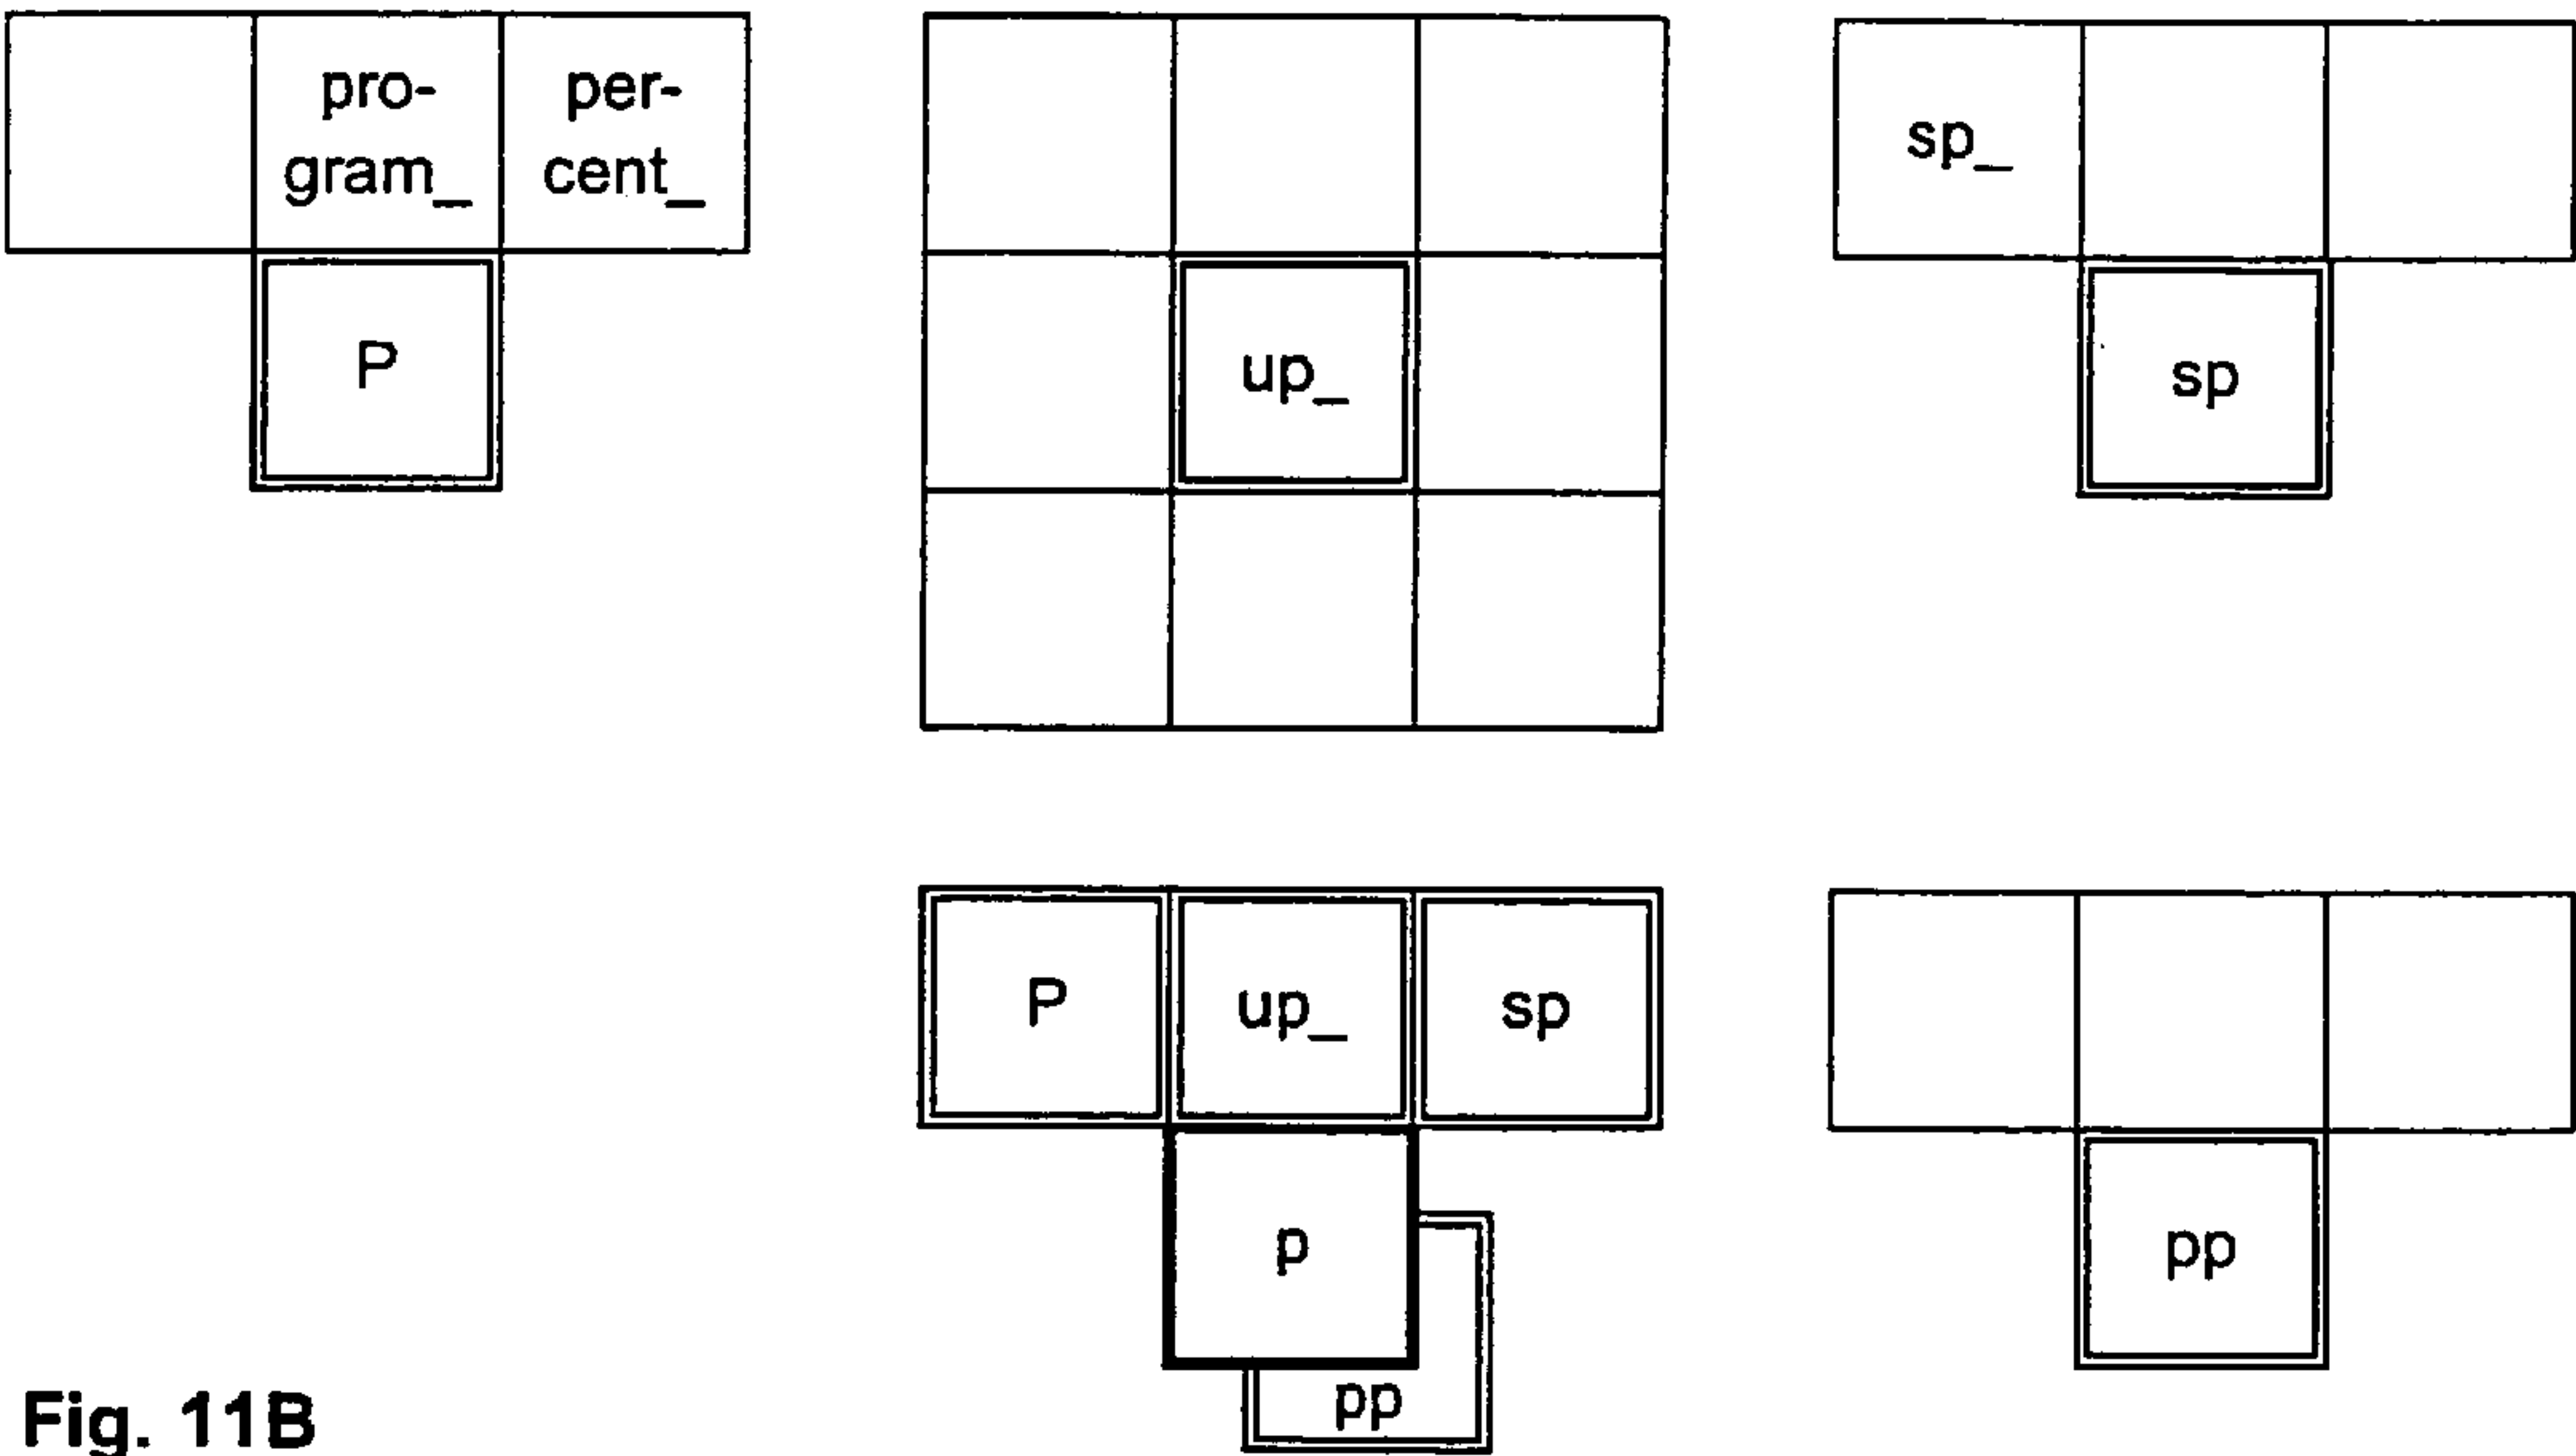 pro-
gram_
per-
cent_
P
up_
sp_
sp
P
up_
sp
p
pp
pp
Fig. 11B